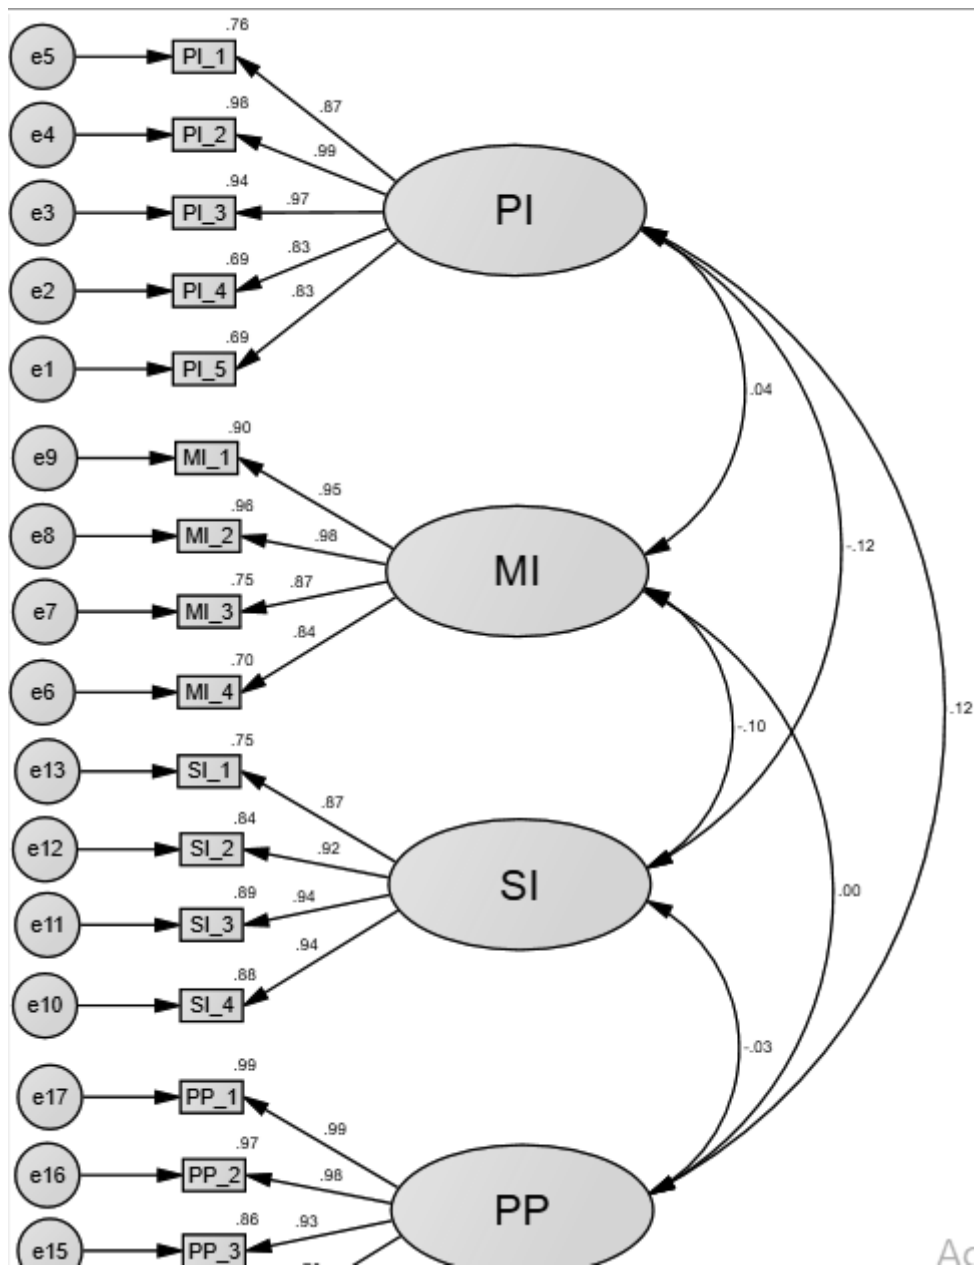 .76
e5 PI_1
.87
.98
e4 PI_2
.99
.94
e3 PI_3 .97 PI
.83
.69
e2 PI_4
.83
.69
e1 PI_5
.04
.90
e9 MI_1
.95
.96
e8 MI_2
.98
-.12
.75
e7 MI_3 .87 MI
.84
.70
e6 MI_4
.12
-.10
.75
e13 SI_1
.87
.84
e12 SI_2 .92
.89
SI
.00
.94
e11 SI_3
.94
.88
e10 SI_4
-.03
.99
e17 PP_1
.99
.97
e16 PP_2 .98
.86
.93 PP
e15 PP_3